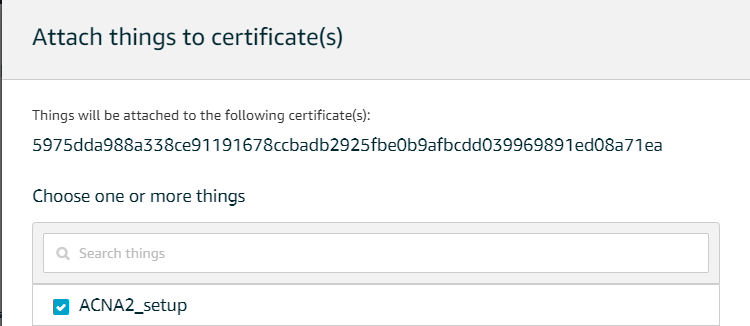 Attach things to certificate(s)
Things will be attached to the following certificate(s):
5975dda988a338ce91191678ccbadb2925fbe0b9afbcdd039969891ed08a71ea
Choose one or more things
Search things
ACNA2_setup